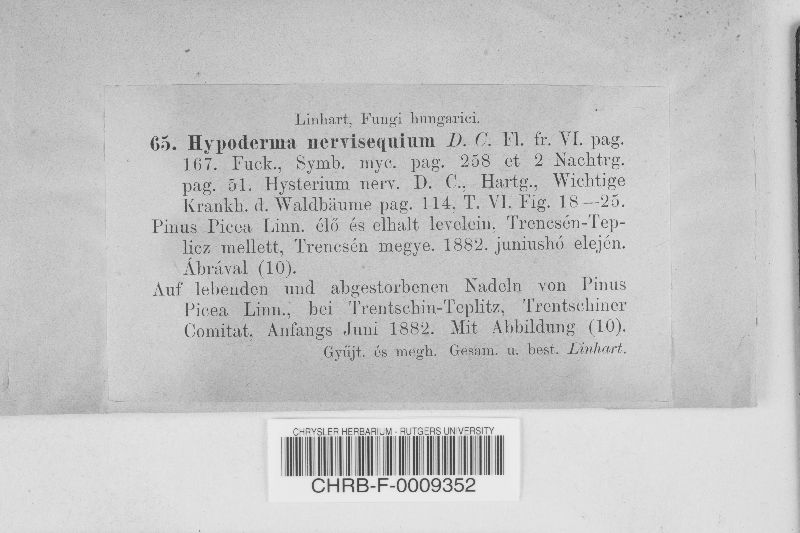 Linhart, Fungi hungarici.
65. Hypoderma nervisequium D. C. Fl. fr. VI. pag.
167. Fuck., Symb. myc. pag. 258 et 2 Nachtrg.
pag. 51. Hysterium nerv. D. C., Hartg., Wichtige
Krankh. d. Waldbäume pag. 114. T. VI. Fig. 18—25.
Pinus Picea Linn. élő és elhalt levelein. Trencsén-Tep-
licz mellett, Trencsén megye. 1882. juniushó elején.
Ábrával (10).
Auf lebenden und abgestorbenen Nadeln von Pinus
Picea Linn., bei Trentschin-Teplitz, Trentschiner
Comitat. Anfangs Juni 1882. Mit Abbildung (10).
Gyűjt. és megh. Gesam. u. best. Linhart.
CHRYSLER HERBARIUM - RUTGERS UNIVERSITY
CHRB-F-0009352